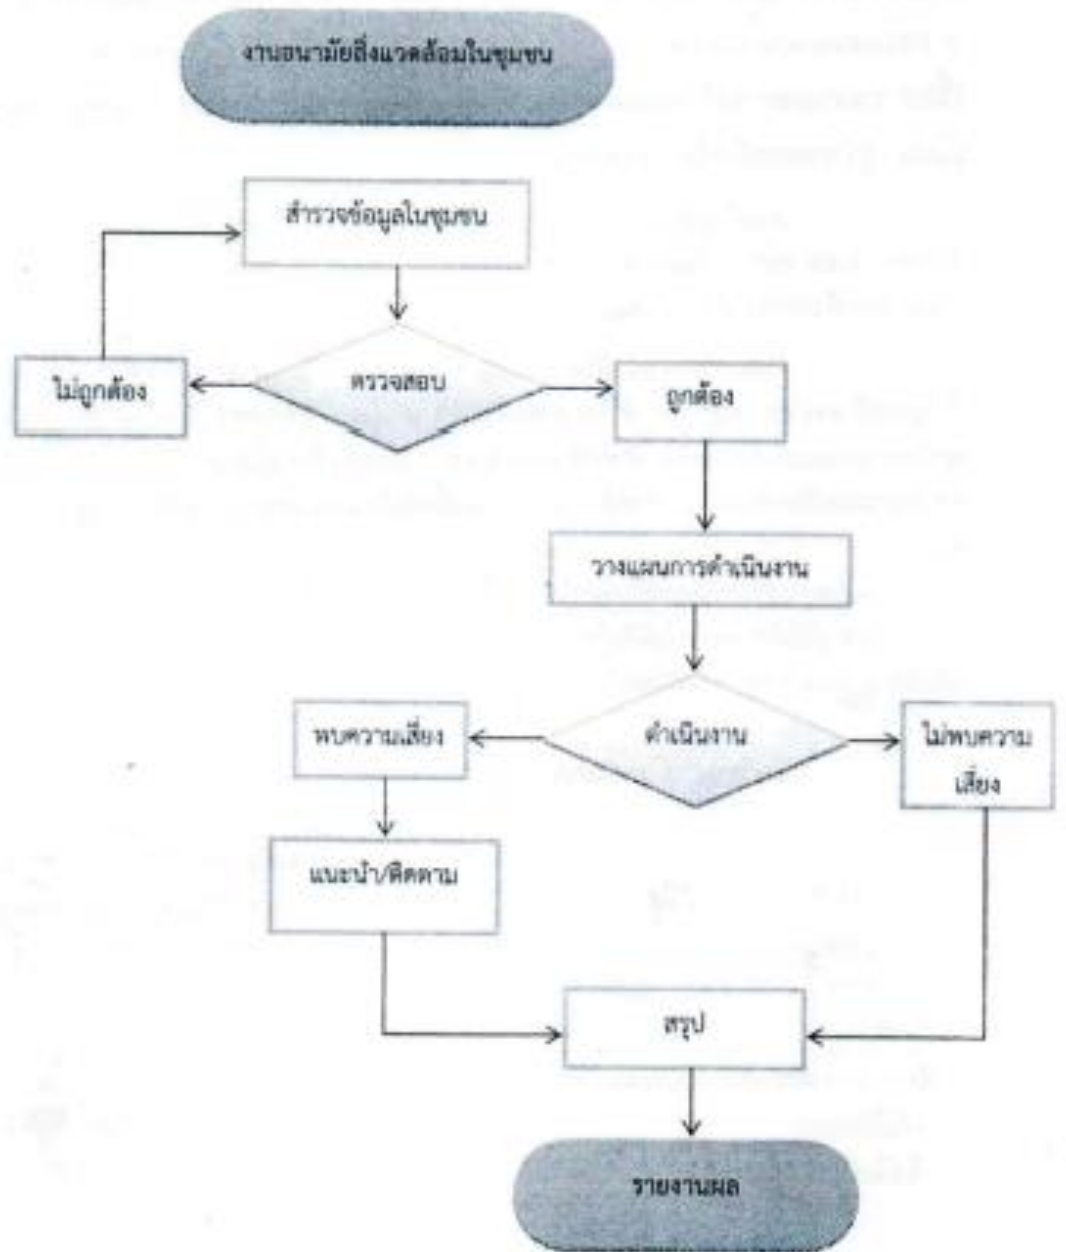 งานอนามัยสิ่งแวดล้อมในชุมชน
สำรวจข้อมูลในชุมชน
ไม่ถูกต้อง
ตรวจสอบ
ถูกต้อง
วางแผนการดำเนินงาน
พบความเสี่ยง
ดำเนินงาน
ไม่พบความ
เสี่ยง
แนะนำ/ติดตาม
สรุป
รายงานผล